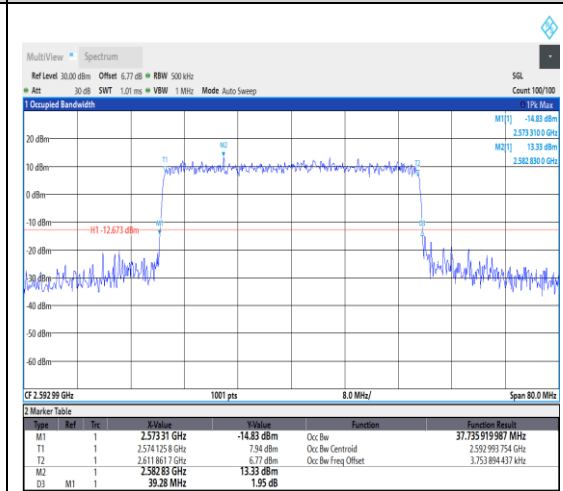 MultiView Spectrum
Ref Level 30.00 dBm Offset 6.77 dB RBW 500 kHz SGL
Att 30 dB SWT 1.01 ms VBW 1 MHz Mode Auto Sweep Count 100/100
1 Occupied Bandwidth 1Pk Max
M1[1] -14.83 dBm
2.573 310 0 GHz
M2[1] 13.33 dBm
2.582 830 0 GHz
20 dBm
M2
T1
T2
10 dBm
0 dBm
-10 dBm
M1
D3
H1 -12.673 dBm
-20 dBm
-30 dBm
-40 dBm
-50 dBm
-60 dBm
CF 2.592 99 GHz 1001 pts 8.0 MHz/ Span 80.0 MHz
2 Marker Table
Type Ref Trc X-Value Y-Value Function Function Result
M1 1 2.573 31 GHz -14.83 dBm Occ Bw 37.735 919 987 MHz
T1 1 2.574 125 8 GHz 7.94 dBm Occ Bw Centroid 2.592 993 754 GHz
T2 1 2.611 861 7 GHz 6.77 dBm Occ Bw Freq Offset 3.753 894 437 kHz
M2 1 2.582 83 GHz 13.33 dBm
D3 M1 1 39.28 MHz 1.95 dB